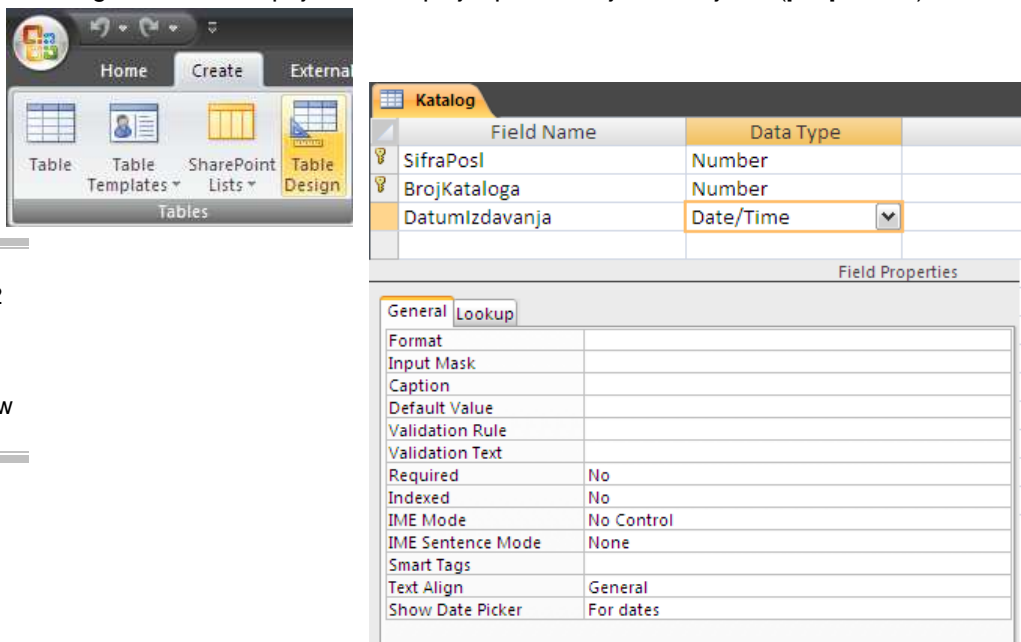 Home Create External
Table Table Templates SharePoint Lists Table Design
Tables
Katalog
Field Name Data Type
SifraPosl Number
BrojKataloga Number
DatumIzdavanja Date/Time
Field Properties
General Lookup
Format
Input Mask
Caption
Default Value
Validation Rule
Validation Text
Required No
Indexed No
IME Mode No Control
IME Sentence Mode None
Smart Tags
Text Align General
Show Date Picker For dates